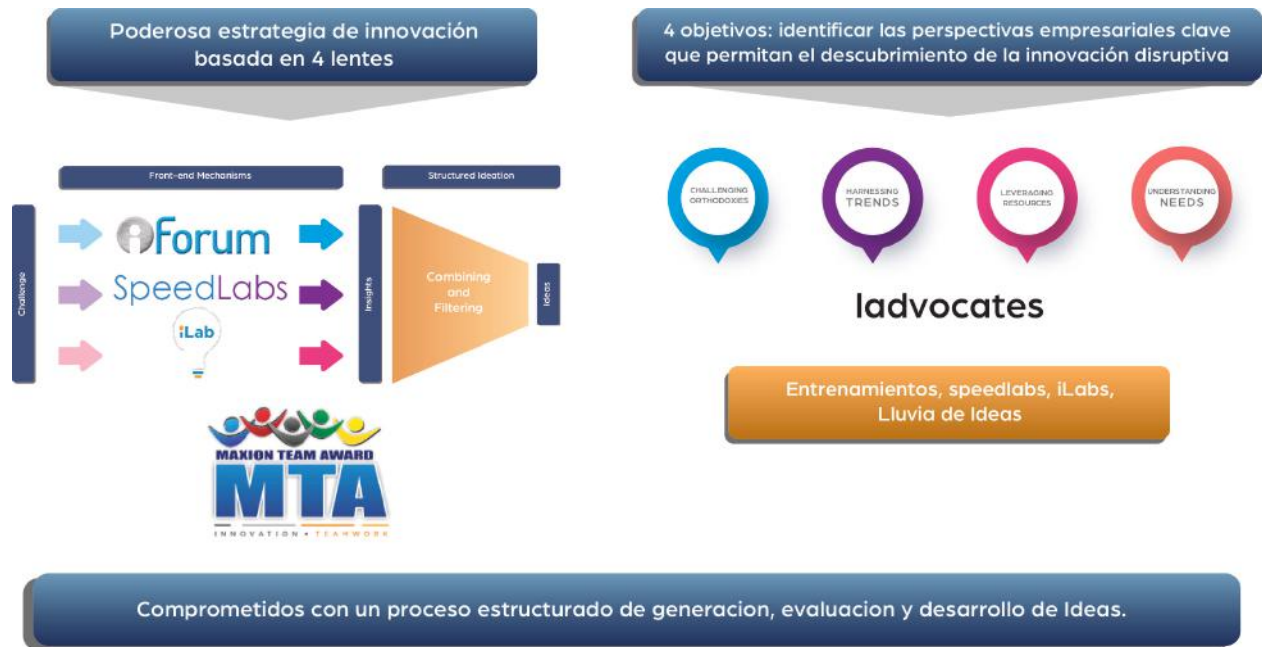 Poderosa estrategia de innovación
basada en 4 lentes
4 objetivos: identificar las perspectivas empresariales clave
que permitan el descubrimiento de la innovación disruptiva
Front-end Mechanisms
Structured Ideation
Challenge
iForum
SpeedLabs
iLab
Insights
Combining
and
Filtering
Ideas
CHALLENGING
ORTHODOXIES
HARNESSING
TRENDS
LEVERAGING
RESOURCES
UNDERSTANDING
NEEDS
Iadvocates
Entrenamientos, speedlabs, iLabs,
Lluvia de Ideas
MAXION TEAM AWARD
MTA
INNOVATION • TEAMWORK
Comprometidos con un proceso estructurado de generacion, evaluacion y desarrollo de Ideas.